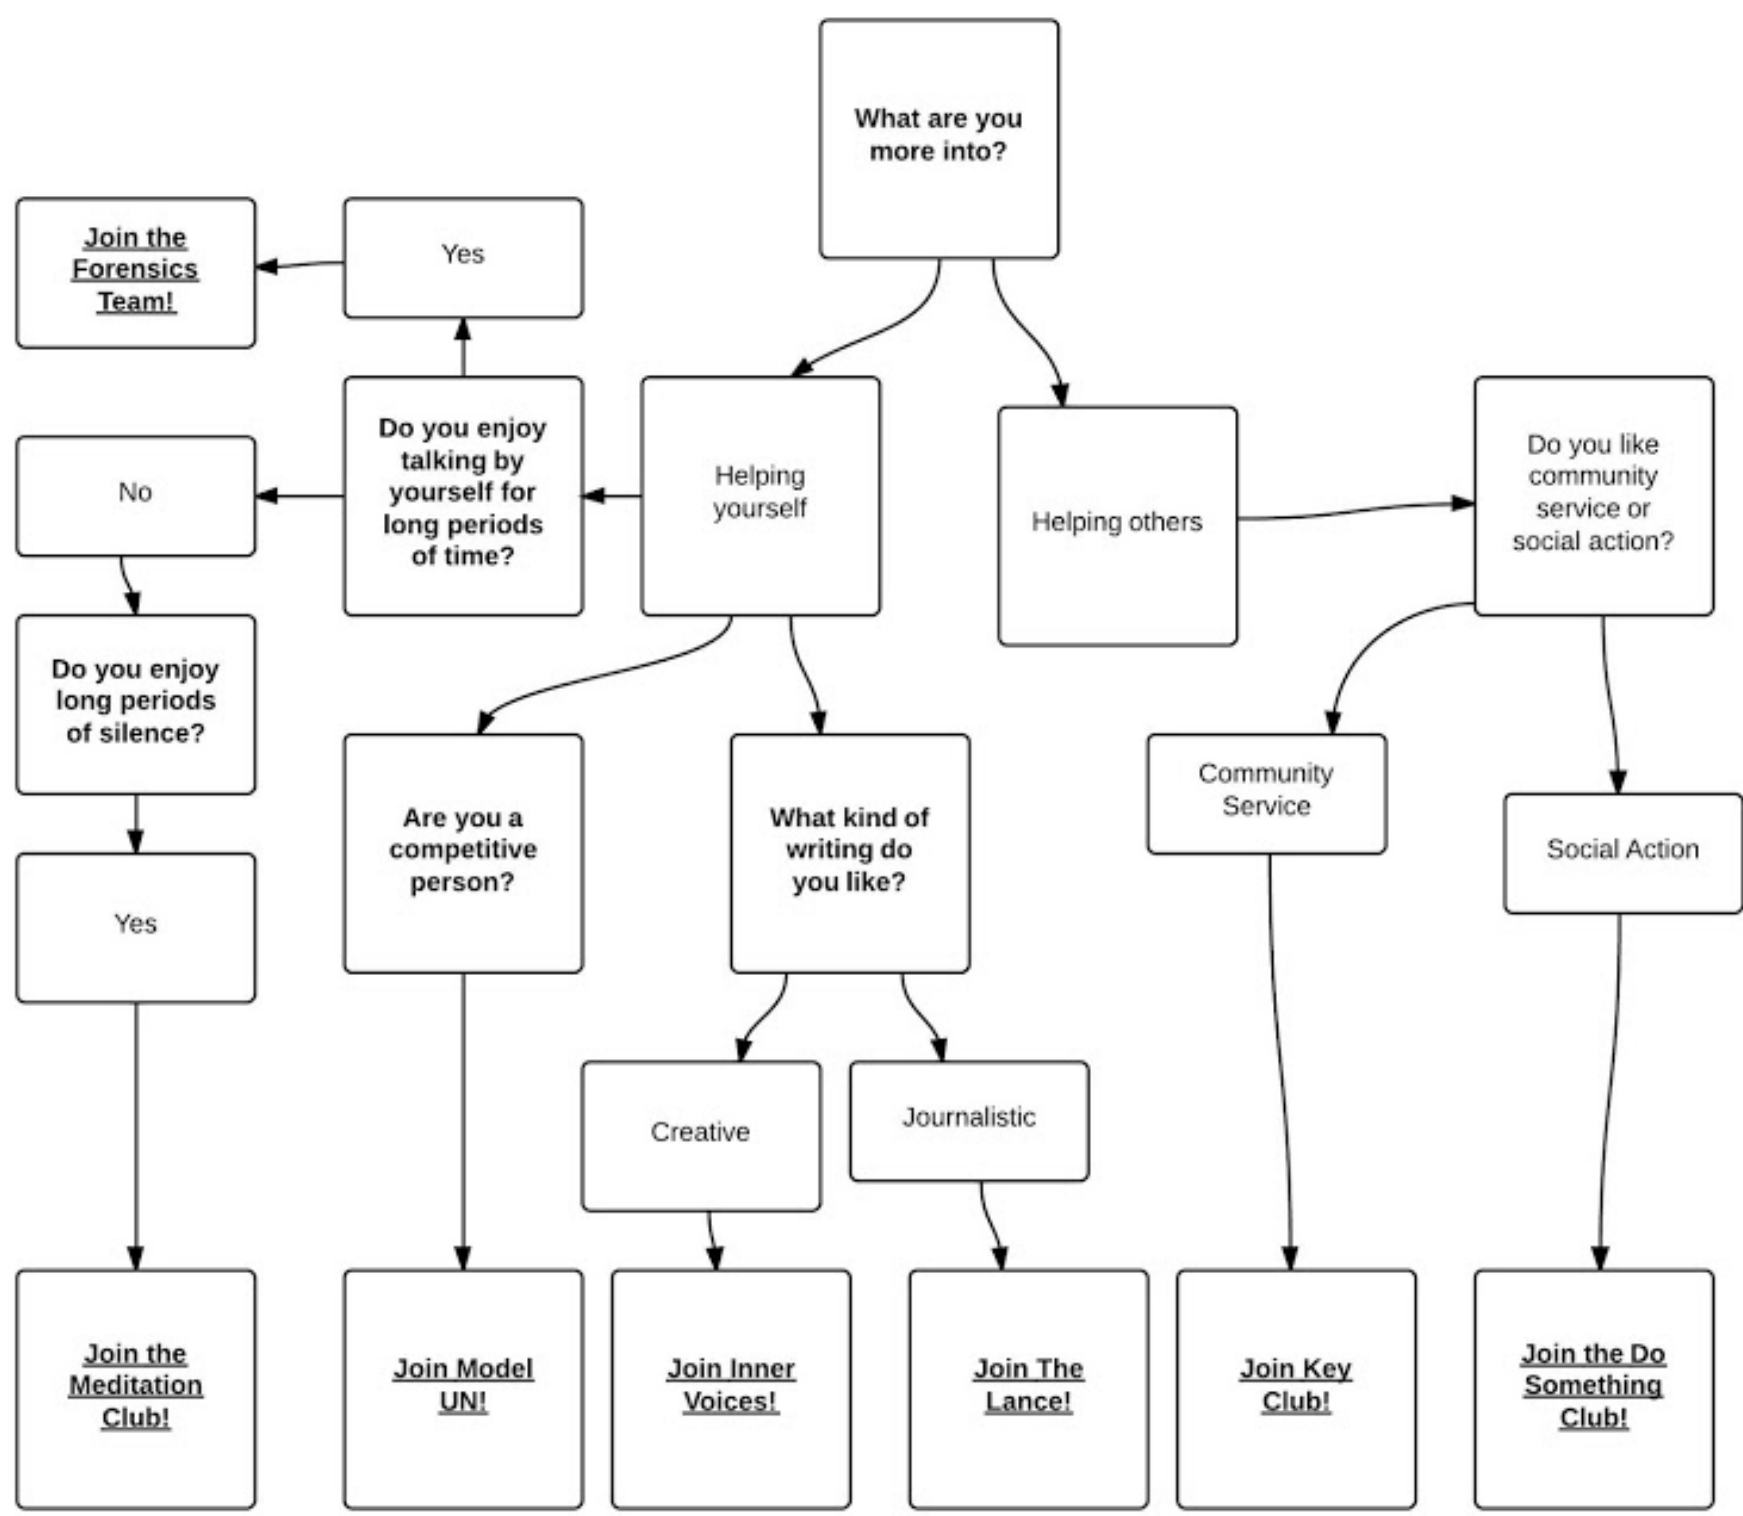 What are you
more into?
Join the
Forensics
Team!
Yes
Do you enjoy
talking by
yourself for
long periods
of time?
No
Helping
yourself
Helping others
Do you like
community
service or
social action?
Do you enjoy
long periods
of silence?
Yes
Are you a
competitive
person?
What kind of
writing do
you like?
Community
Service
Social Action
Creative
Journalistic
Join the
Meditation
Club!
Join Model
UN!
Join Inner
Voices!
Join The
Lance!
Join Key
Club!
Join the Do
Something
Club!